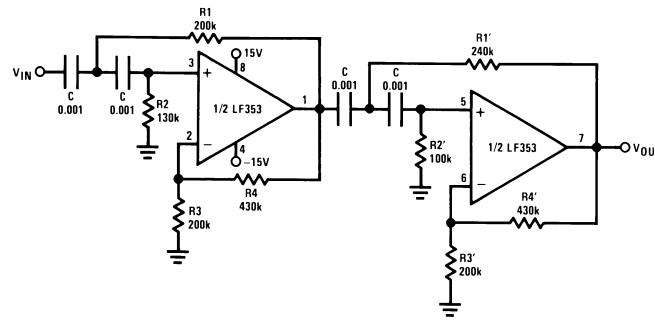 R1
200k
15V
8
VIN
C
0.001
C
0.001
3
+
R2
130k
1/2 LF353
1
2
−
4
−15V
R4
430k
R3
200k
C
0.001
C
0.001
R1′
240k
5
+
R2′
100k
1/2 LF353
7
VOU
6
−
R4′
430k
R3′
200k